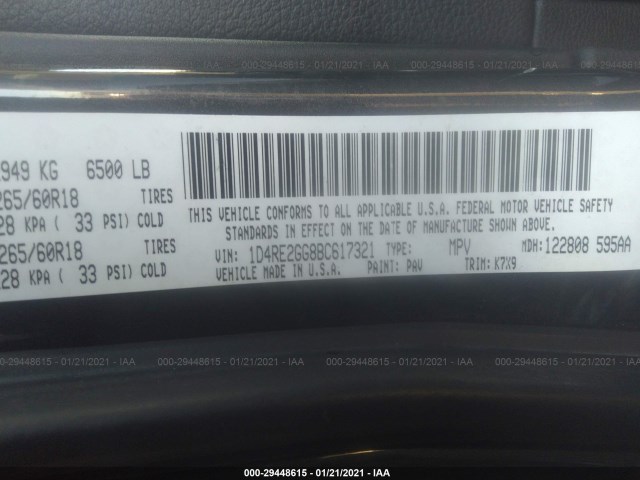 000-29448615 - 01/21/2021 - IAA
949 KG 6500 LB
265/60R18 TIRES
28 KPA ( 33 PSI) COLD
265/60R18 TIRES
28 KPA ( 33 PSI) COLD
THIS VEHICLE CONFORMS TO ALL APPLICABLE U.S.A. FEDERAL MOTOR VEHICLE SAFETY
STANDARDS IN EFFECT ON THE DATE OF MANUFACTURE SHOWN ABOVE.
VIN: 1D4RE2GG8BC617321 TYPE: MPV MDH: 122808 595AA
VEHICLE MADE IN: U.S.A. PAINT: PAV TRIM: K7X9
000-29448615 - 01/21/2021 - IAA
000-29448615 - 01/21/2021 - IAA